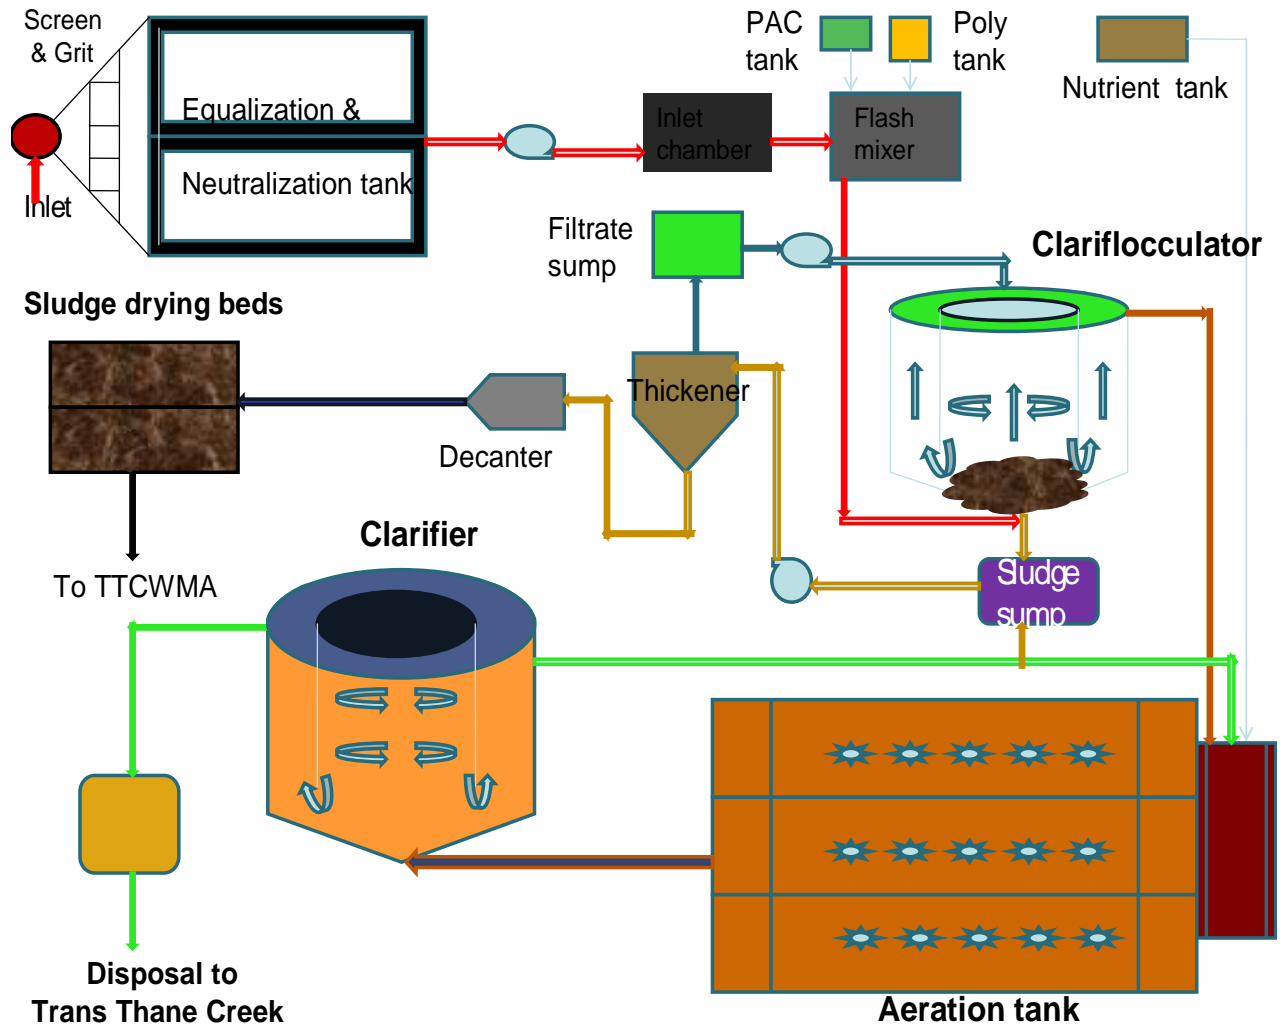 Screen
& Grit
PAC
tank
Poly
tank
Nutrient tank
Equalization &
Neutralization tank
Inlet
chamber
Flash
mixer
Inlet
Filtrate
sump
Clariflocculator
Sludge drying beds
Thickener
Decanter
Clarifier
To TTCWMA
Sludge
sump
Disposal to
Trans Thane Creek
Aeration tank